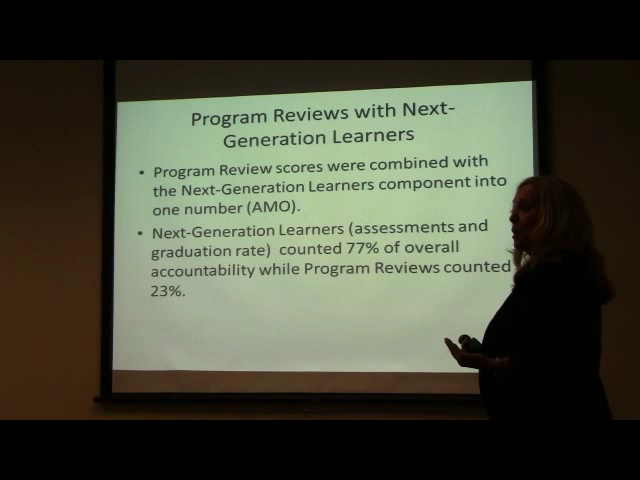 Program Reviews with Next-
Generation Learners
• Program Review scores were combined with
the Next-Generation Learners component into
one number (AMO).
• Next-Generation Learners (assessments and
graduation rate) counted 77% of overall
accountability while Program Reviews counted
23%.